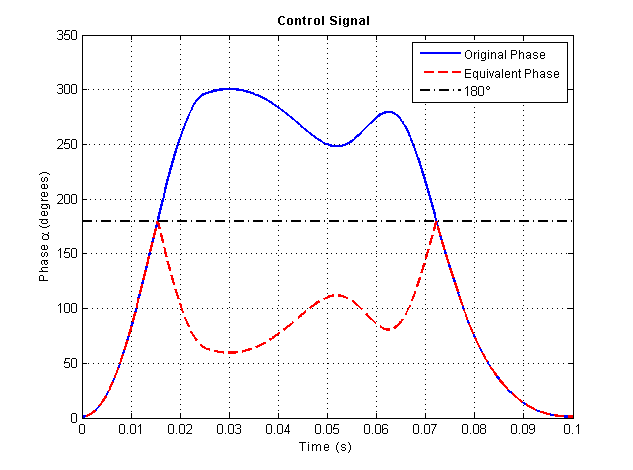 Control Signal
350
300
250
200
150
100
50
0
Phase α (degrees)
Original Phase
Equivalent Phase
180°
0 0.01 0.02 0.03 0.04 0.05 0.06 0.07 0.08 0.09 0.1
Time (s)